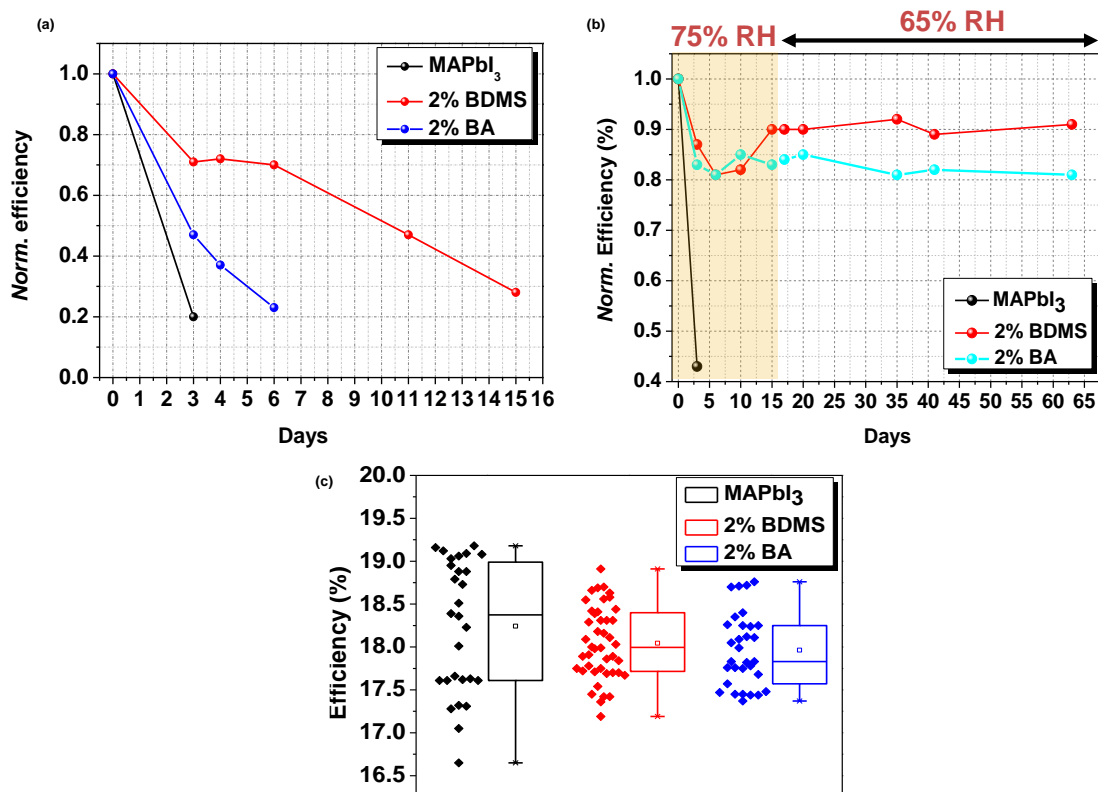 (a)
1.0
0.8
0.6
0.4
0.2
0.0
Norm. efficiency
MAPbI₃
2% BDMS
2% BA
0 1 2 3 4 5 6 7 8 9 10 11 12 13 14 15 16
Days
(b)
75% RH
65% RH
1.0
0.9
0.8
0.7
0.6
0.5
0.4
Norm. Efficiency (%)
MAPbI₃
2% BDMS
2% BA
0 5 10 15 20 25 30 35 40 45 50 55 60 65
Days
(c)
20.0
19.5
19.0
18.5
18.0
17.5
17.0
16.5
Efficiency (%)
MAPbI₃
2% BDMS
2% BA